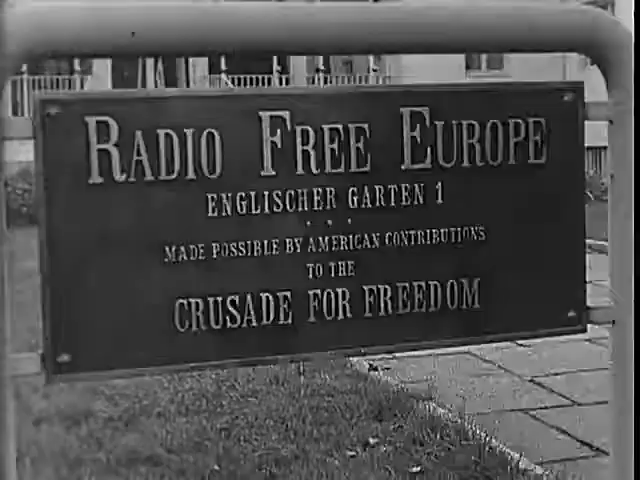 RADIO FREE EUROPE
ENGLISCHER GARTEN 1
MADE POSSIBLE BY AMERICAN CONTRIBUTIONS
TO THE
CRUSADE FOR FREEDOM